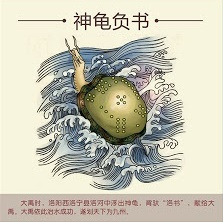 神龟负书
大禹时，洛阳西洛宁县洛河中浮出神龟，背驮“洛书”，献给大
禹。大禹依此治水成功，遂划天下为九州。